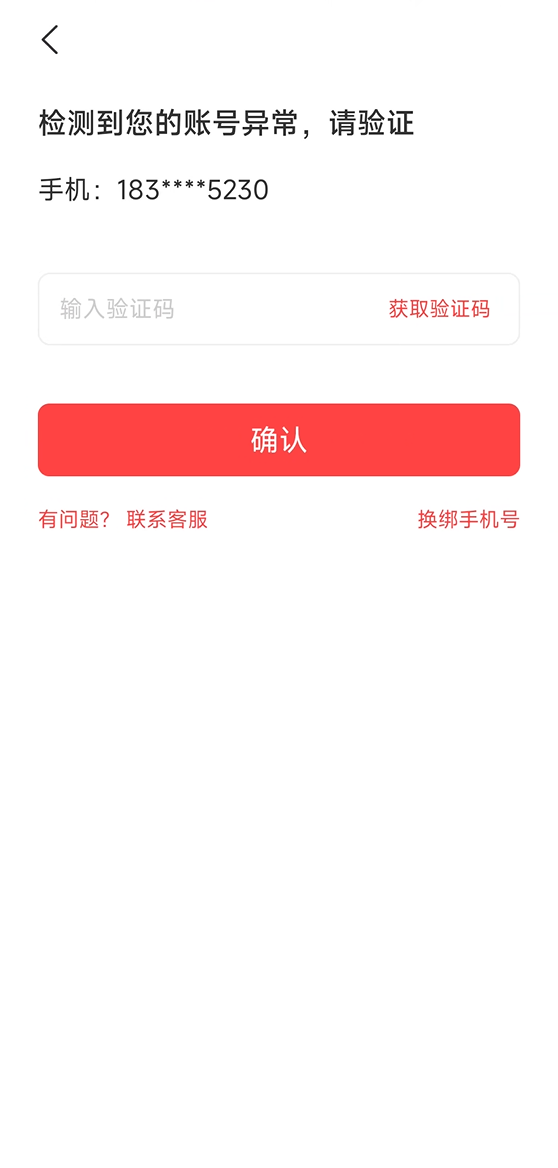 检测到您的账号异常，请验证
手机：183****5230
输入验证码 获取验证码
确认
有问题？ 联系客服 换绑手机号